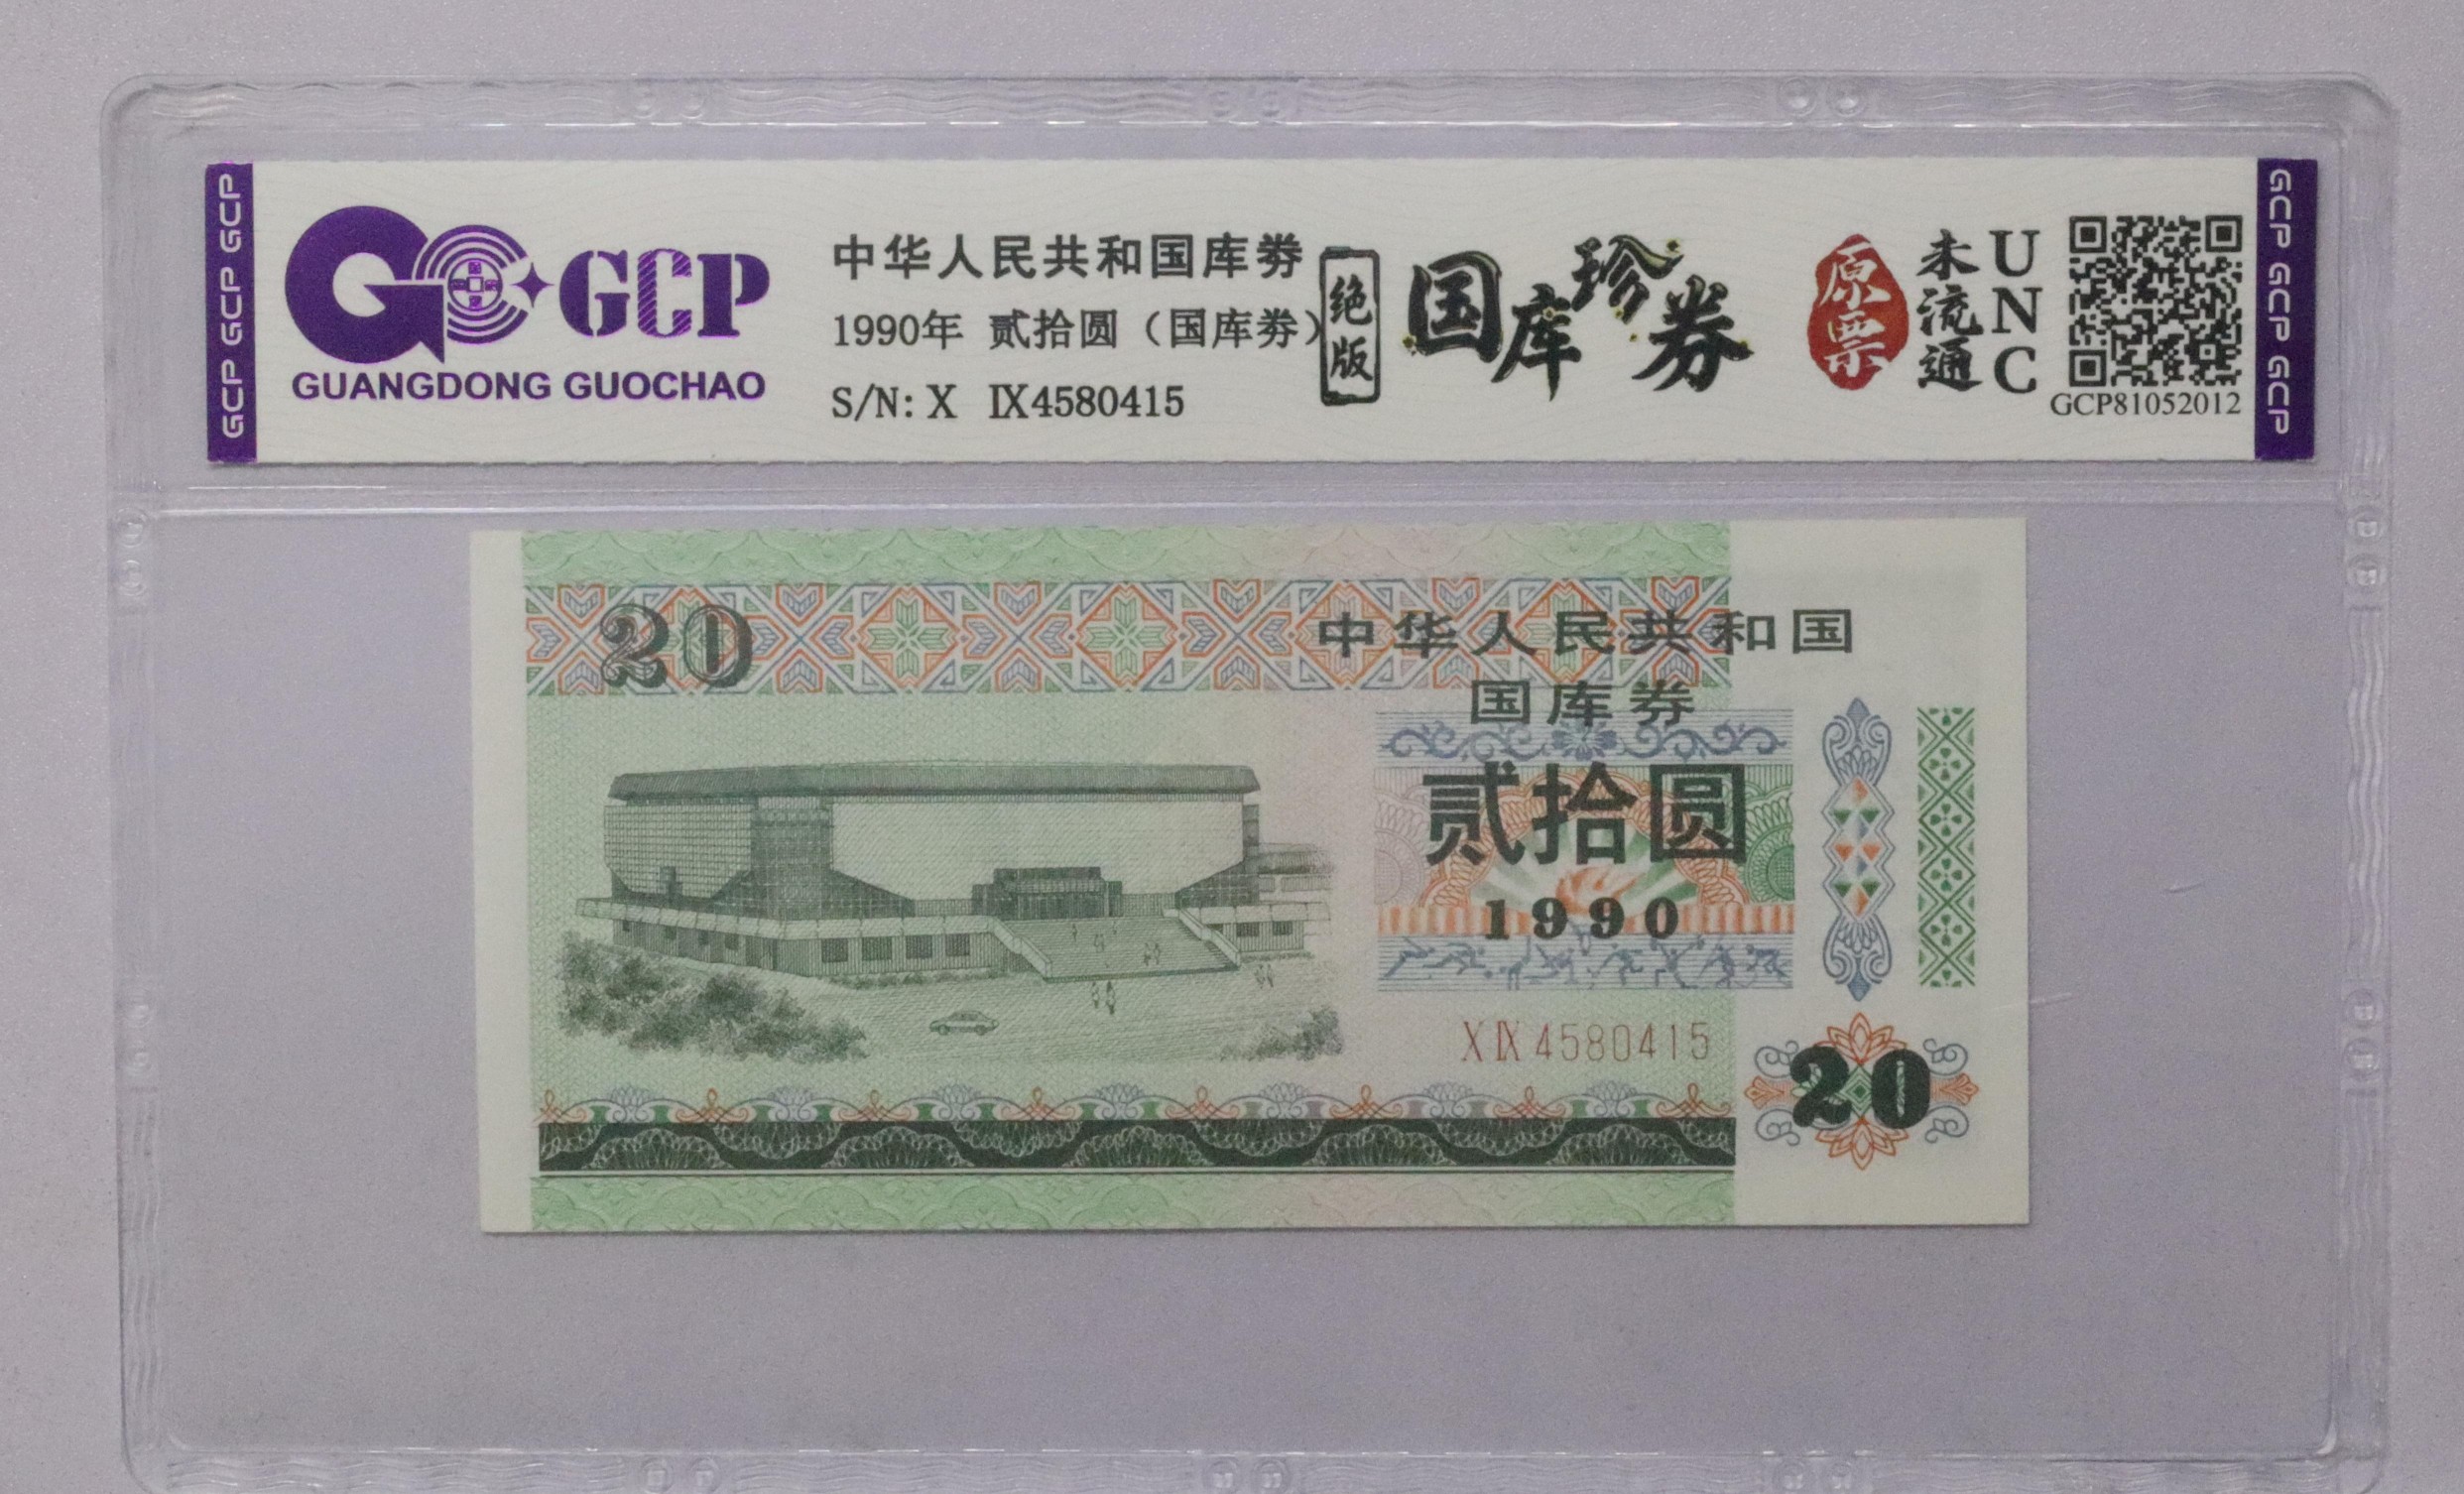 GCP GCP GCP
GCP
GUANGDONG GUOCHAO
中华人民共和国库券
1990年 贰拾圆（国库券）
S/N: X IX4580415
绝版
国库珍券
原票
未流通
UNC
GCP81052012
GCP GCP GCP
20
中华人民共和国
国库券
贰拾圆
1990
XIX4580415
20